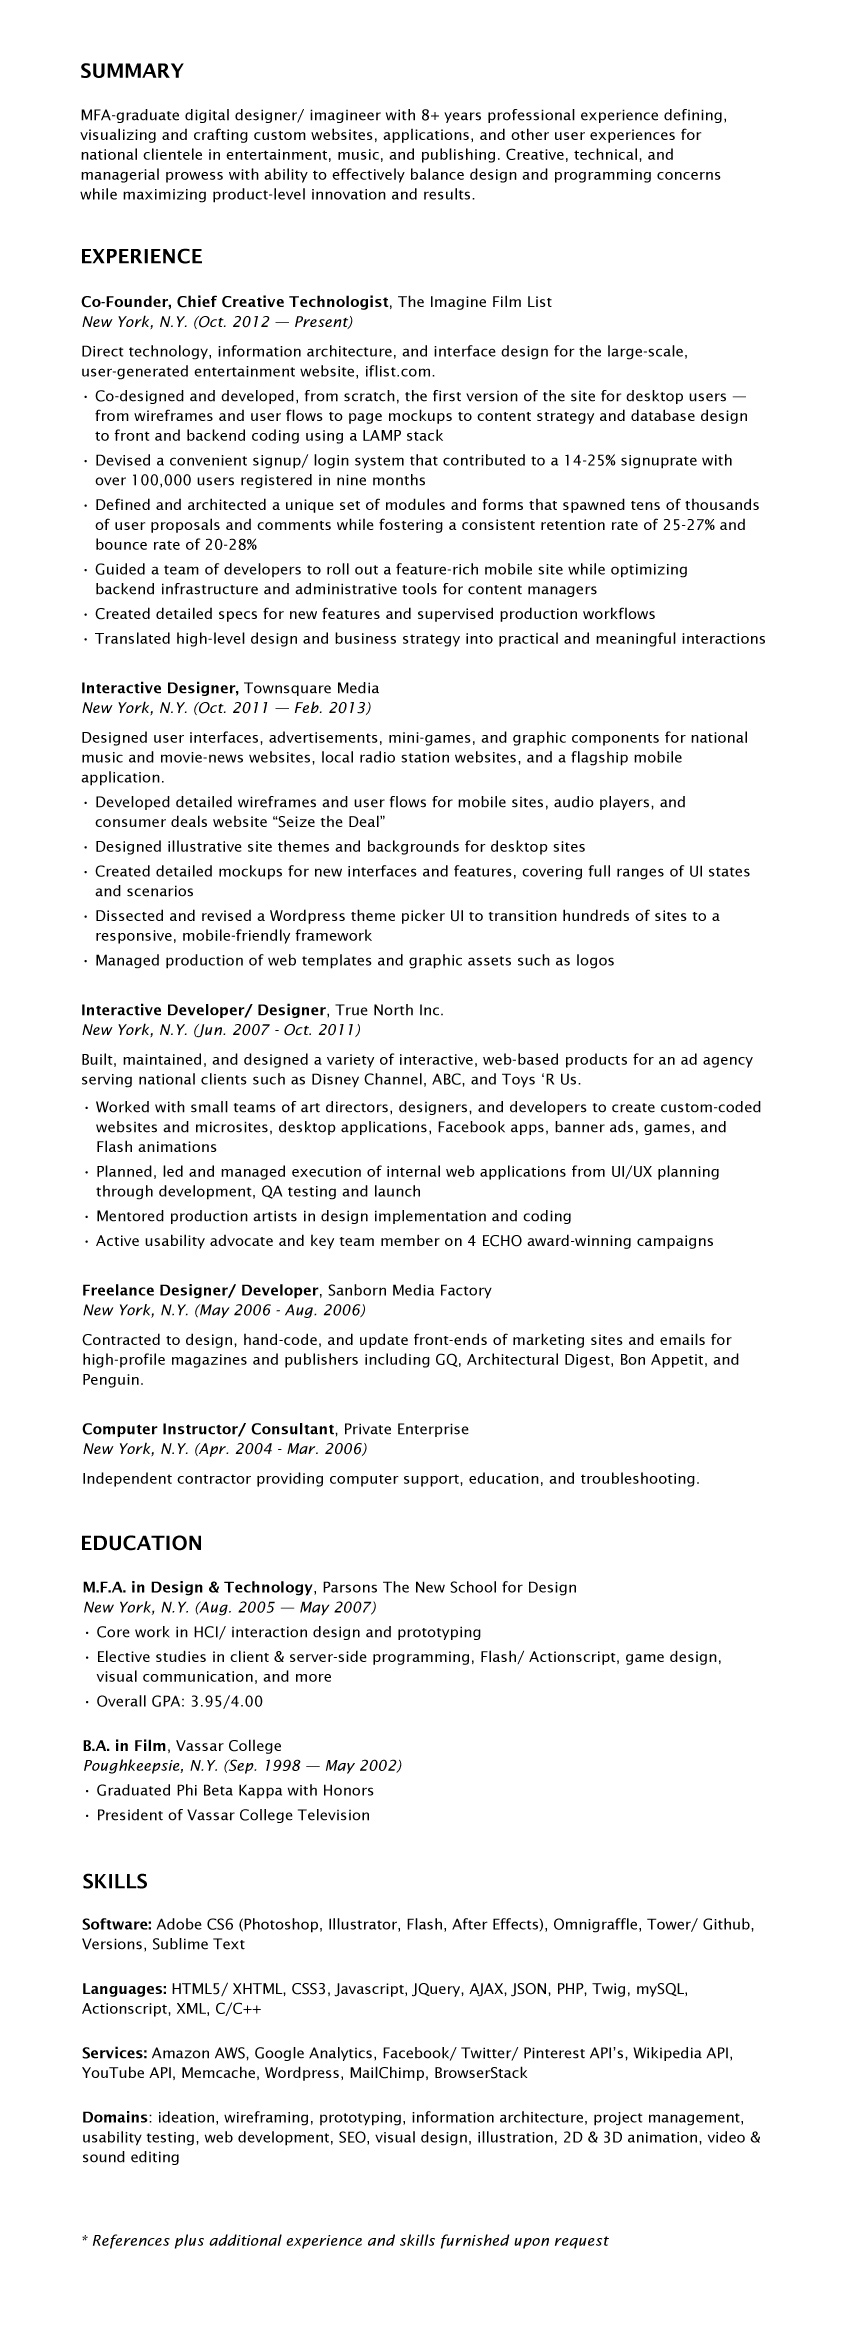 SUMMARY
MFA-graduate digital designer/ imagineer with 8+ years professional experience defining,
visualizing and crafting custom websites, applications, and other user experiences for
national clientele in entertainment, music, and publishing. Creative, technical, and
managerial prowess with ability to effectively balance design and programming concerns
while maximizing product-level innovation and results.
EXPERIENCE
Co-Founder, Chief Creative Technologist, The Imagine Film List
New York, N.Y. (Oct. 2012 — Present)
Direct technology, information architecture, and interface design for the large-scale,
user-generated entertainment website, iflist.com.
· Co-designed and developed, from scratch, the first version of the site for desktop users —
from wireframes and user flows to page mockups to content strategy and database design
to front and backend coding using a LAMP stack
· Devised a convenient signup/ login system that contributed to a 14-25% signuprate with
over 100,000 users registered in nine months
· Defined and architected a unique set of modules and forms that spawned tens of thousands
of user proposals and comments while fostering a consistent retention rate of 25-27% and
bounce rate of 20-28%
· Guided a team of developers to roll out a feature-rich mobile site while optimizing
backend infrastructure and administrative tools for content managers
· Created detailed specs for new features and supervised production workflows
· Translated high-level design and business strategy into practical and meaningful interactions
Interactive Designer, Townsquare Media
New York, N.Y. (Oct. 2011 — Feb. 2013)
Designed user interfaces, advertisements, mini-games, and graphic components for national
music and movie-news websites, local radio station websites, and a flagship mobile
application.
· Developed detailed wireframes and user flows for mobile sites, audio players, and
consumer deals website “Seize the Deal”
· Designed illustrative site themes and backgrounds for desktop sites
· Created detailed mockups for new interfaces and features, covering full ranges of UI states
and scenarios
· Dissected and revised a Wordpress theme picker UI to transition hundreds of sites to a
responsive, mobile-friendly framework
· Managed production of web templates and graphic assets such as logos
Interactive Developer/ Designer, True North Inc.
New York, N.Y. (Jun. 2007 - Oct. 2011)
Built, maintained, and designed a variety of interactive, web-based products for an ad agency
serving national clients such as Disney Channel, ABC, and Toys ‘R Us.
· Worked with small teams of art directors, designers, and developers to create custom-coded
websites and microsites, desktop applications, Facebook apps, banner ads, games, and
Flash animations
· Planned, led and managed execution of internal web applications from UI/UX planning
through development, QA testing and launch
· Mentored production artists in design implementation and coding
· Active usability advocate and key team member on 4 ECHO award-winning campaigns
Freelance Designer/ Developer, Sanborn Media Factory
New York, N.Y. (May 2006 - Aug. 2006)
Contracted to design, hand-code, and update front-ends of marketing sites and emails for
high-profile magazines and publishers including GQ, Architectural Digest, Bon Appetit, and
Penguin.
Computer Instructor/ Consultant, Private Enterprise
New York, N.Y. (Apr. 2004 - Mar. 2006)
Independent contractor providing computer support, education, and troubleshooting.
EDUCATION
M.F.A. in Design & Technology, Parsons The New School for Design
New York, N.Y. (Aug. 2005 — May 2007)
· Core work in HCI/ interaction design and prototyping
· Elective studies in client & server-side programming, Flash/ Actionscript, game design,
visual communication, and more
· Overall GPA: 3.95/4.00
B.A. in Film, Vassar College
Poughkeepsie, N.Y. (Sep. 1998 — May 2002)
· Graduated Phi Beta Kappa with Honors
· President of Vassar College Television
SKILLS
Software: Adobe CS6 (Photoshop, Illustrator, Flash, After Effects), Omnigraffle, Tower/ Github,
Versions, Sublime Text
Languages: HTML5/ XHTML, CSS3, Javascript, JQuery, AJAX, JSON, PHP, Twig, mySQL,
Actionscript, XML, C/C++
Services: Amazon AWS, Google Analytics, Facebook/ Twitter/ Pinterest API’s, Wikipedia API,
YouTube API, Memcache, Wordpress, MailChimp, BrowserStack
Domains: ideation, wireframing, prototyping, information architecture, project management,
usability testing, web development, SEO, visual design, illustration, 2D & 3D animation, video &
sound editing
* References plus additional experience and skills furnished upon request